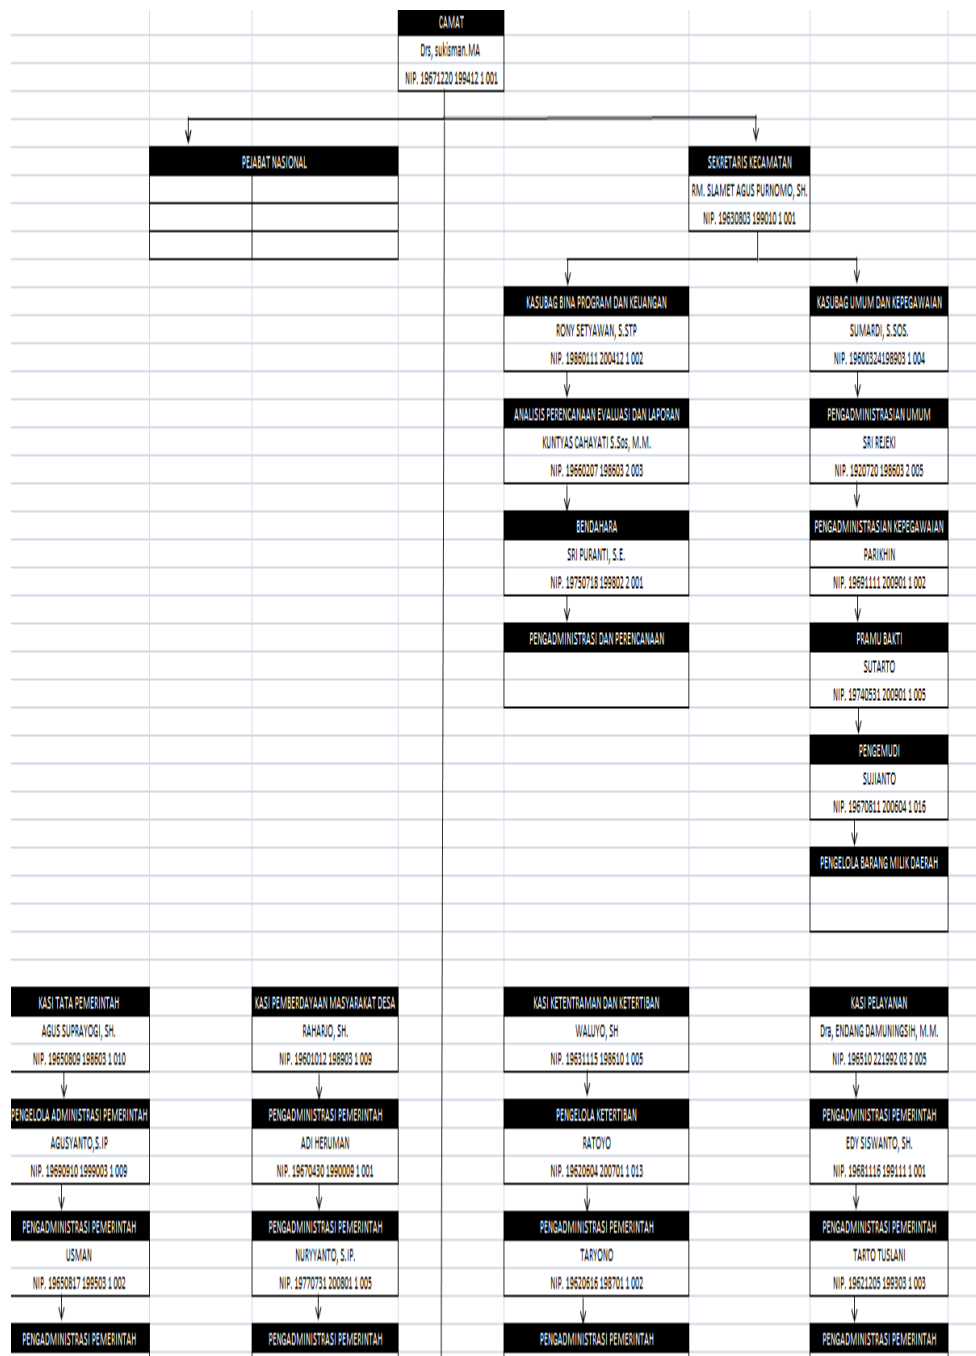 CAMAT
Drs, sukisman.MA
NIP. 19671220 199412 1 001
PEJABAT NASIONAL
SEKRETARIS KECAMATAN
RM. SLAMET AGUS PURNOMO, SH.
NIP. 19630803 199010 1 001
KASUBAG BINA PROGRAM DAN KEUANGAN
RONY SETYAWAN, S.STP
NIP. 19860111 200412 1 002
KASUBAG UMUM DAN KEPEGAWAIAN
SUMARDI, S.SOS.
NIP. 19600324198903 1 004
ANALISIS PERENCANAAN EVALUASI DAN LAPORAN
KUNTYAS CAHAYATI S.Sos, M.M.
NIP. 19660207 198603 2 003
PENGADMINISTRASIAN UMUM
SRI REJEKI
NIP. 1920720 198603 2 005
BENDAHARA
SRI PURANTI, S.E.
NIP. 19750718 199802 2 001
PENGADMINISTRASIAN KEPEGAWAIAN
PARIKHIN
NIP. 19691111 200901 1 002
PENGADMINISTRASI DAN PERENCANAAN
PRAMU BAKTI
SUTARTO
NIP. 19740531 200901 1 005
PENGEMUDI
SUJIANTO
NIP. 19670811 200604 1 016
PENGELOLA BARANG MILIK DAERAH
KASI TATA PEMERINTAH
AGUS SUPRAYOGI, SH.
NIP. 19650809 198603 1 010
KASI PEMBERDAYAAN MASYARAKAT DESA
RAHARJO, SH.
NIP. 19601012 198903 1 009
KASI KETENTRAMAN DAN KETERTIBAN
WALUYO, SH
NIP. 19631115 198610 1 005
KASI PELAYANAN
Dra, ENDANG DAMUNINGSIH, M.M.
NIP. 196510 221992 03 2 005
PENGELOLA ADMINISTRASI PEMERINTAH
AGUSYANTO,S.IP
NIP. 19690910 1999003 1 009
PENGADMINISTRASI PEMERINTAH
ADI HERUMAN
NIP. 19670430 1990009 1 001
PENGELOLA KETERTIBAN
RATOYO
NIP. 19620604 200701 1 013
PENGADMINISTRASI PEMERINTAH
EDY SISWANTO, SH.
NIP. 19681116 199111 1 001
PENGADMINISTRASI PEMERINTAH
USMAN
NIP. 19650817 199503 1 002
PENGADMINISTRASI PEMERINTAH
NURYYANTO, S.IP.
NIP. 19770731 200801 1 005
PENGADMINISTRASI PEMERINTAH
TARYONO
NIP. 19620616 198701 1 002
PENGADMINISTRASI PEMERINTAH
TARTO TUSLANI
NIP. 19621205 199303 1 003
PENGADMINISTRASI PEMERINTAH
PENGADMINISTRASI PEMERINTAH
PENGADMINISTRASI PEMERINTAH
PENGADMINISTRASI PEMERINTAH